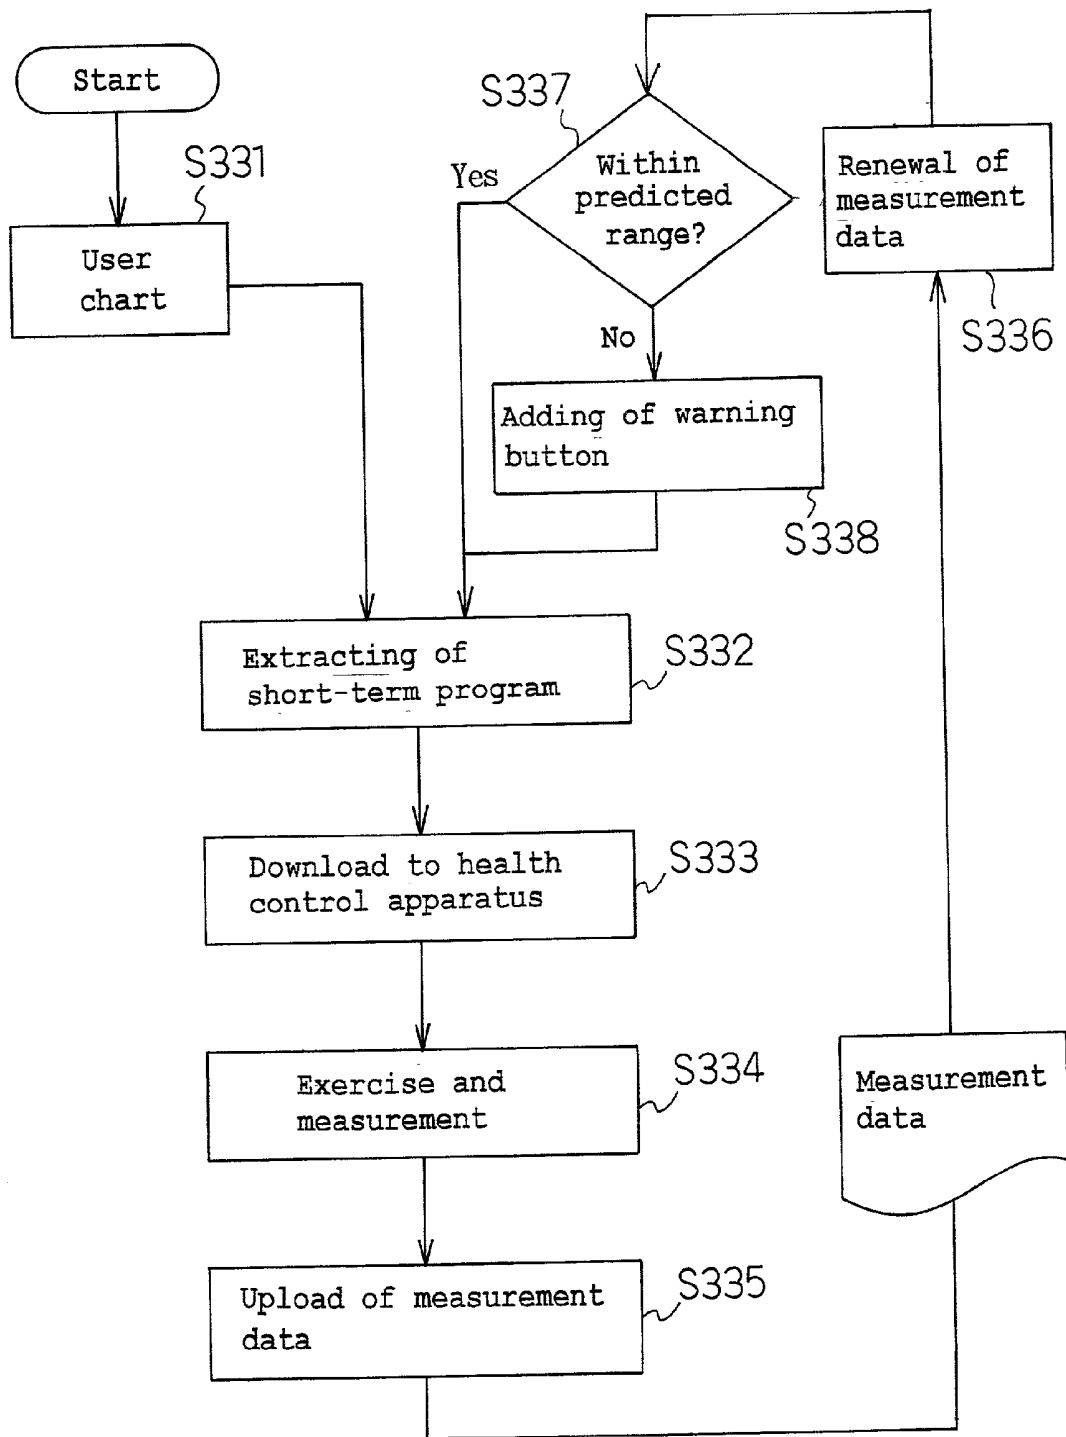 Start
S331
User
chart
S337
Within
predicted
range?
Yes
No
Renewal of
measurement
data
S336
Adding of warning
button
S338
Extracting of
short-term program
S332
Download to health
control apparatus
S333
Exercise and
measurement
S334
Measurement
data
Upload of measurement
data
S335